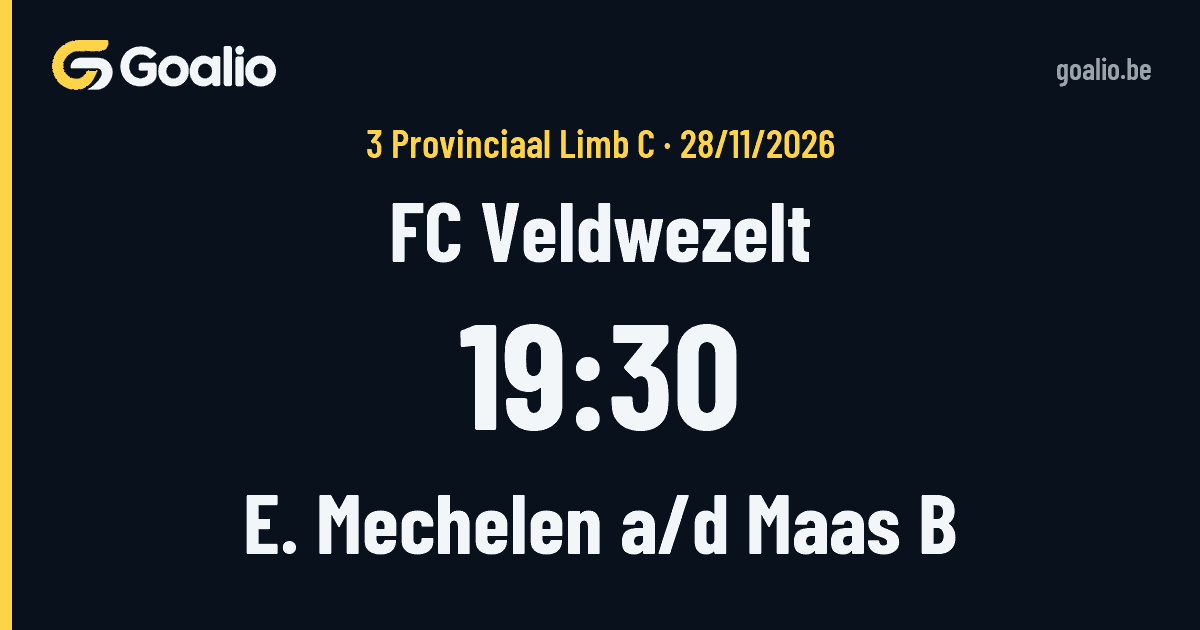 Goalio
goalio.be
3 Provinciaal Limb C · 28/11/2026
FC Veldwezelt
19:30
E. Mechelen a/d Maas B